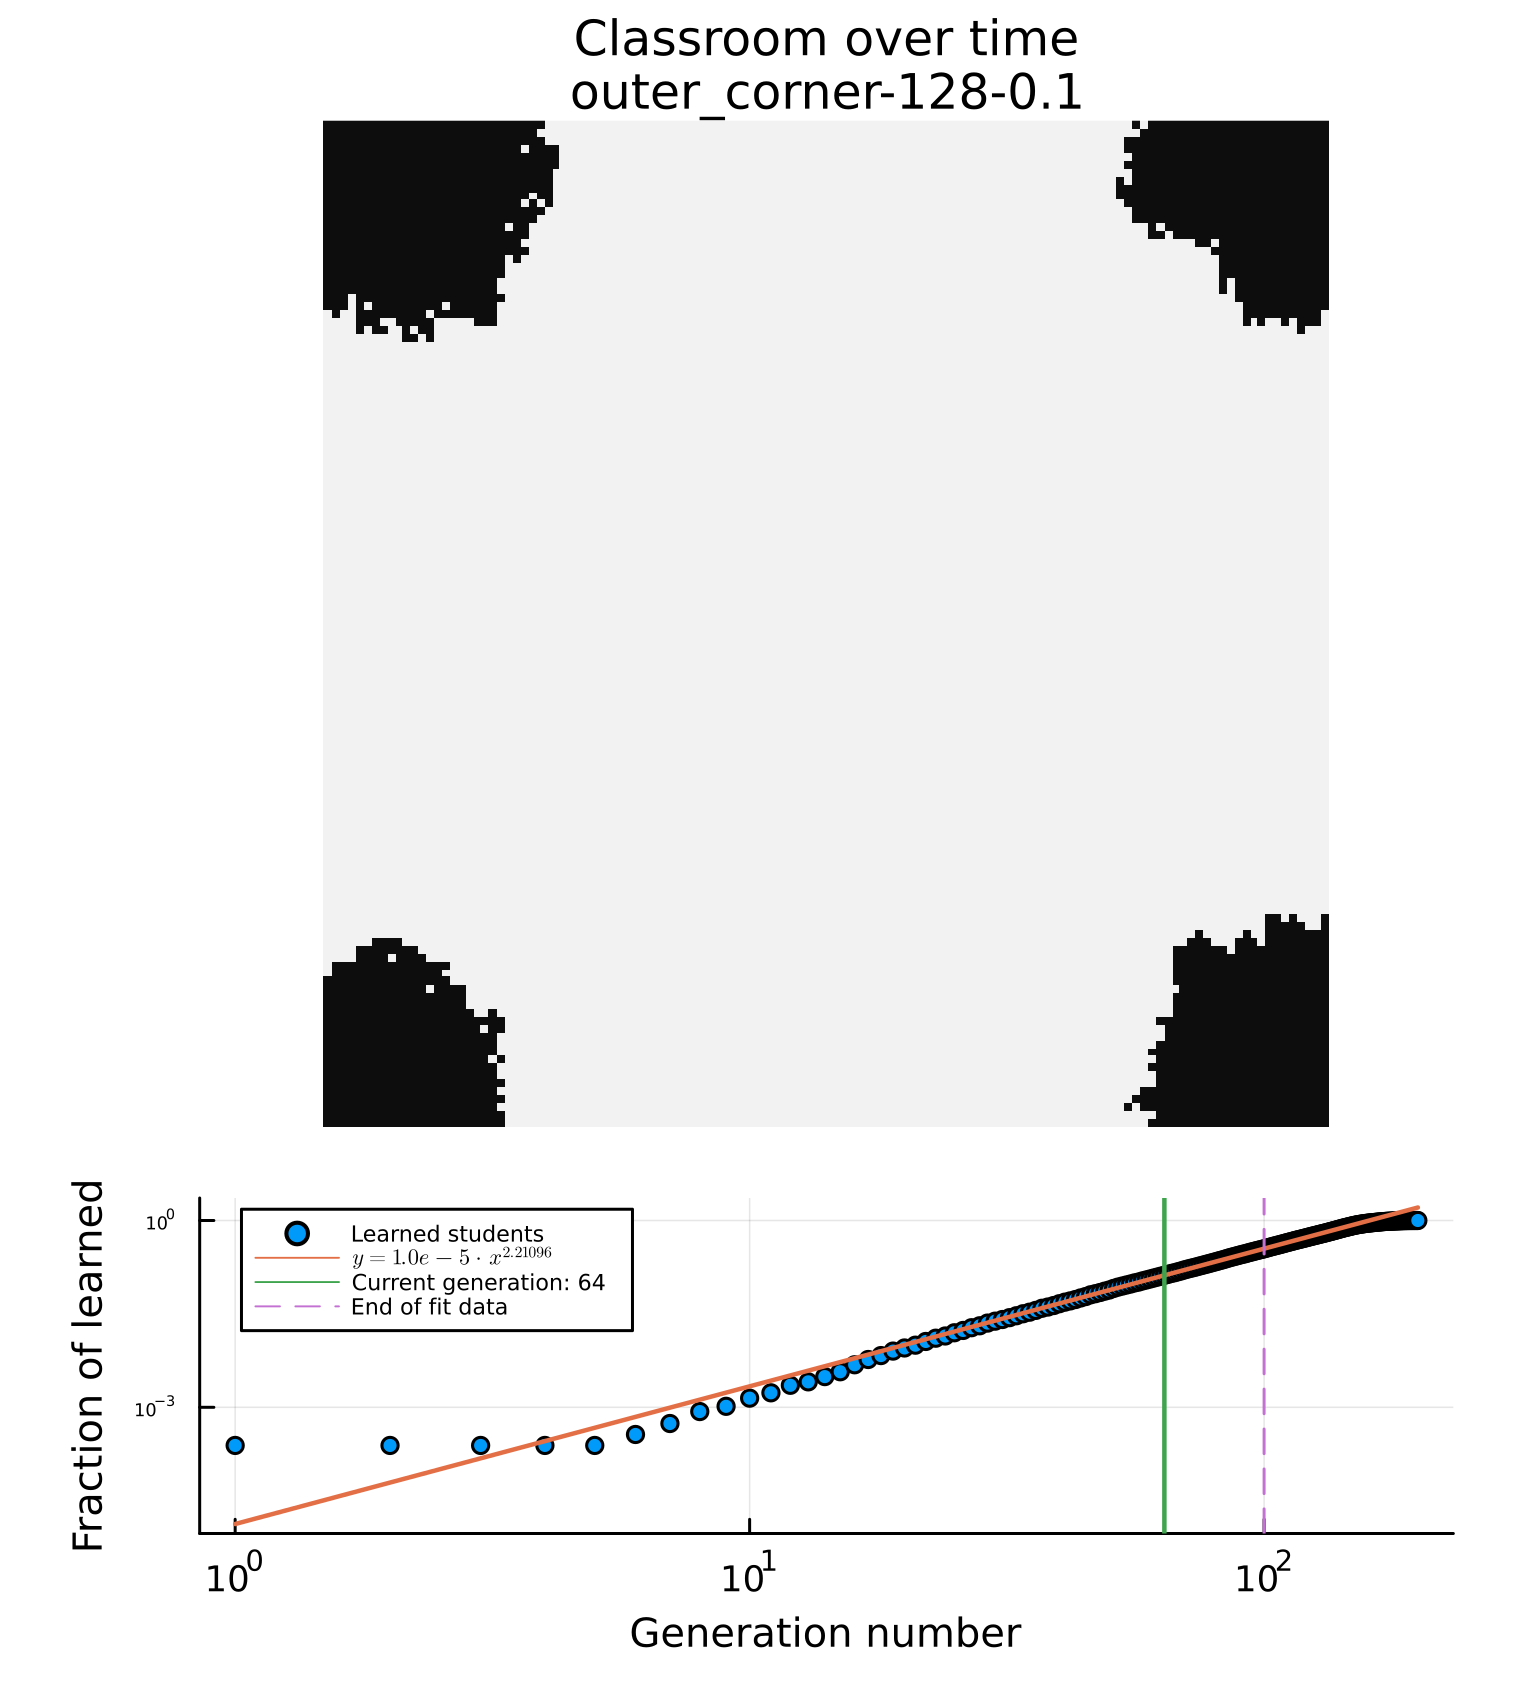 Classroom over time
outer_corner-128-0.1
Fraction of learned
10^0
10^-3
Learned students
y = 1.0e − 5 · x^2.21096
Current generation: 64
End of fit data
10^0
10^1
10^2
Generation number